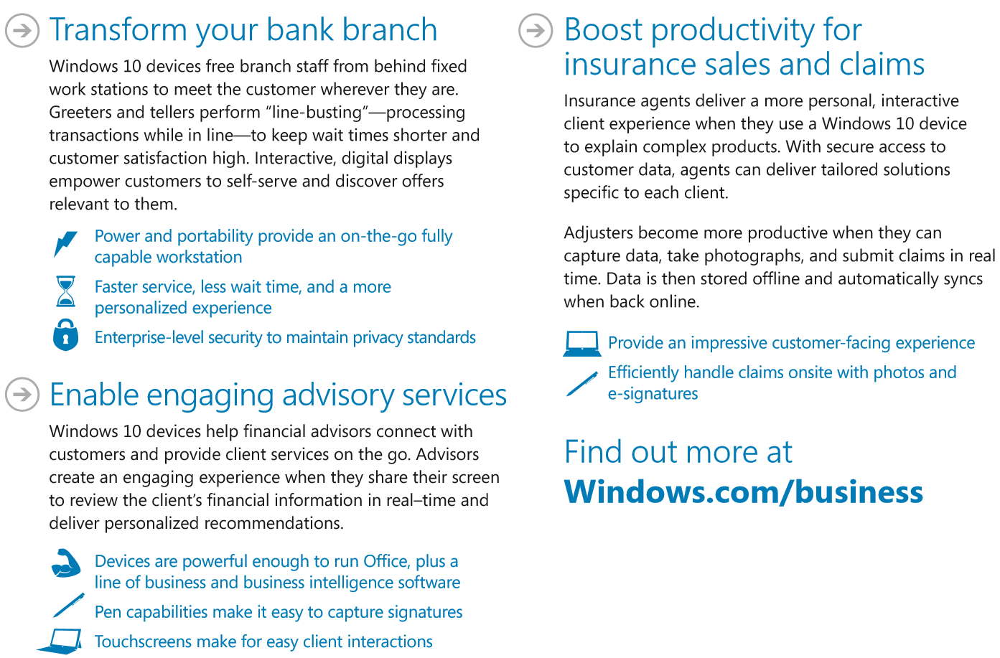 Transform your bank branch
Windows 10 devices free branch staff from behind fixed
work stations to meet the customer wherever they are.
Greeters and tellers perform “line-busting”—processing
transactions while in line—to keep wait times shorter and
customer satisfaction high. Interactive, digital displays
empower customers to self-serve and discover offers
relevant to them.
Power and portability provide an on-the-go fully
capable workstation
Faster service, less wait time, and a more
personalized experience
Enterprise-level security to maintain privacy standards
Enable engaging advisory services
Windows 10 devices help financial advisors connect with
customers and provide client services on the go. Advisors
create an engaging experience when they share their screen
to review the client’s financial information in real–time and
deliver personalized recommendations.
Devices are powerful enough to run Office, plus a
line of business and business intelligence software
Pen capabilities make it easy to capture signatures
Touchscreens make for easy client interactions
Boost productivity for
insurance sales and claims
Insurance agents deliver a more personal, interactive
client experience when they use a Windows 10 device
to explain complex products. With secure access to
customer data, agents can deliver tailored solutions
specific to each client.
Adjusters become more productive when they can
capture data, take photographs, and submit claims in real
time. Data is then stored offline and automatically syncs
when back online.
Provide an impressive customer-facing experience
Efficiently handle claims onsite with photos and
e-signatures
Find out more at
Windows.com/business